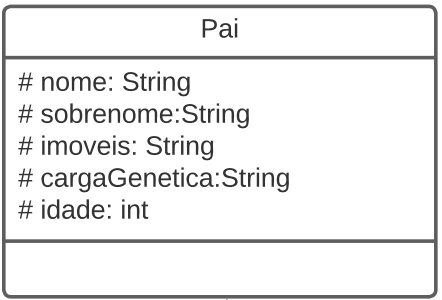 Pai
# nome: String
# sobrenome:String
# imoveis: String
# cargaGenetica:String
# idade: int